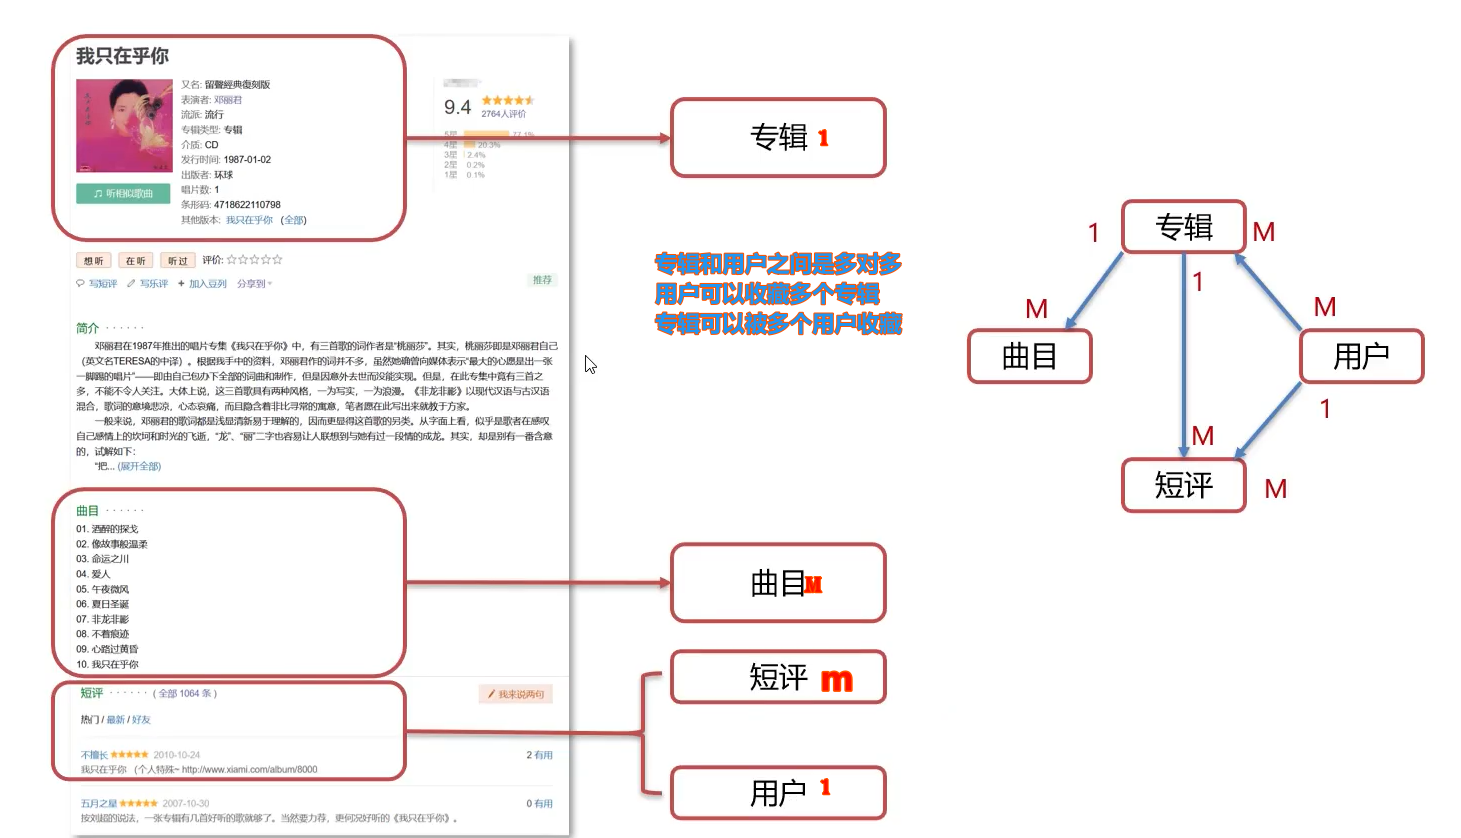 我只在乎你
又名: 留聲經典復刻版
表演者: 邓丽君
流派: 流行
专辑类型: 专辑
介质: CD
发行时间: 1987-01-02
出版者: 环球
唱片数: 1
条形码: 4718622110798
其他版本: 我只在乎你 (全部)
听相似歌曲
9.4
2764人评价
5星 77.1%
4星 20.3%
3星 2.4%
2星 0.2%
1星 0.1%
想听 在听 听过 评价:
写短评 写乐评 + 加入豆列 分享到
推荐
简介 · · · · · ·
邓丽君在1987年推出的唱片专集《我只在乎你》中，有三首歌的词作者是“桃丽莎”。其实，桃丽莎即是邓丽君自己
（英文名TERESA的中译）。根据我手中的资料，邓丽君作的词并不多，虽然她曾向媒体表示“最大的心愿是出一张
一脚踢的唱片”——即由自己包办下全部的词曲和制作，但是因意外去世而没能实现。但是，在此专集中竟有三首之
多，不能不令人关注。大体上说，这三首歌具有两种风格，一为写实，一为浪漫。《非龙非影》以现代汉语与古汉语
混合，歌词的意境悲凉，心态哀痛，而且隐含着非比寻常的寓意，笔者愿在此写出来就教于方家。
一般来说，邓丽君的歌词都是浅显清新易于理解的，因而更显得这首歌的另类。从字面上看，似乎是歌者在感叹
自己感情上的坎坷和时光的飞逝，“龙”、“丽”二字也容易让人联想到与她有过一段情的成龙。其实，却是别有一番含意
的，试解如下：
“把... (展开全部)
曲目 · · · · · ·
01. 酒醉的探戈
02. 像故事般温柔
03. 命运之川
04. 爱人
05. 午夜微风
06. 夏日圣诞
07. 非龙非影
08. 不着痕迹
09. 心路过黄昏
10. 我只在乎你
短评 · · · · · · ( 全部 1064 条 )
我来说两句
热门 / 最新 / 好友
不擅长 2010-10-24
2 有用
我只在乎你 （个人特殊~ http://www.xiami.com/album/8000
五月之星 2007-10-30
0 有用
按刘超的说法，一张专辑有几首好听的歌就够了。当然要力荐，更何况好听的《我只在乎你》。
专辑 1
专辑和用户之间是多对多
用户可以收藏多个专辑
专辑可以被多个用户收藏
曲目M
短评 m
用户 1
1
专辑
M
1
M
M
曲目
用户
1
M
短评
M